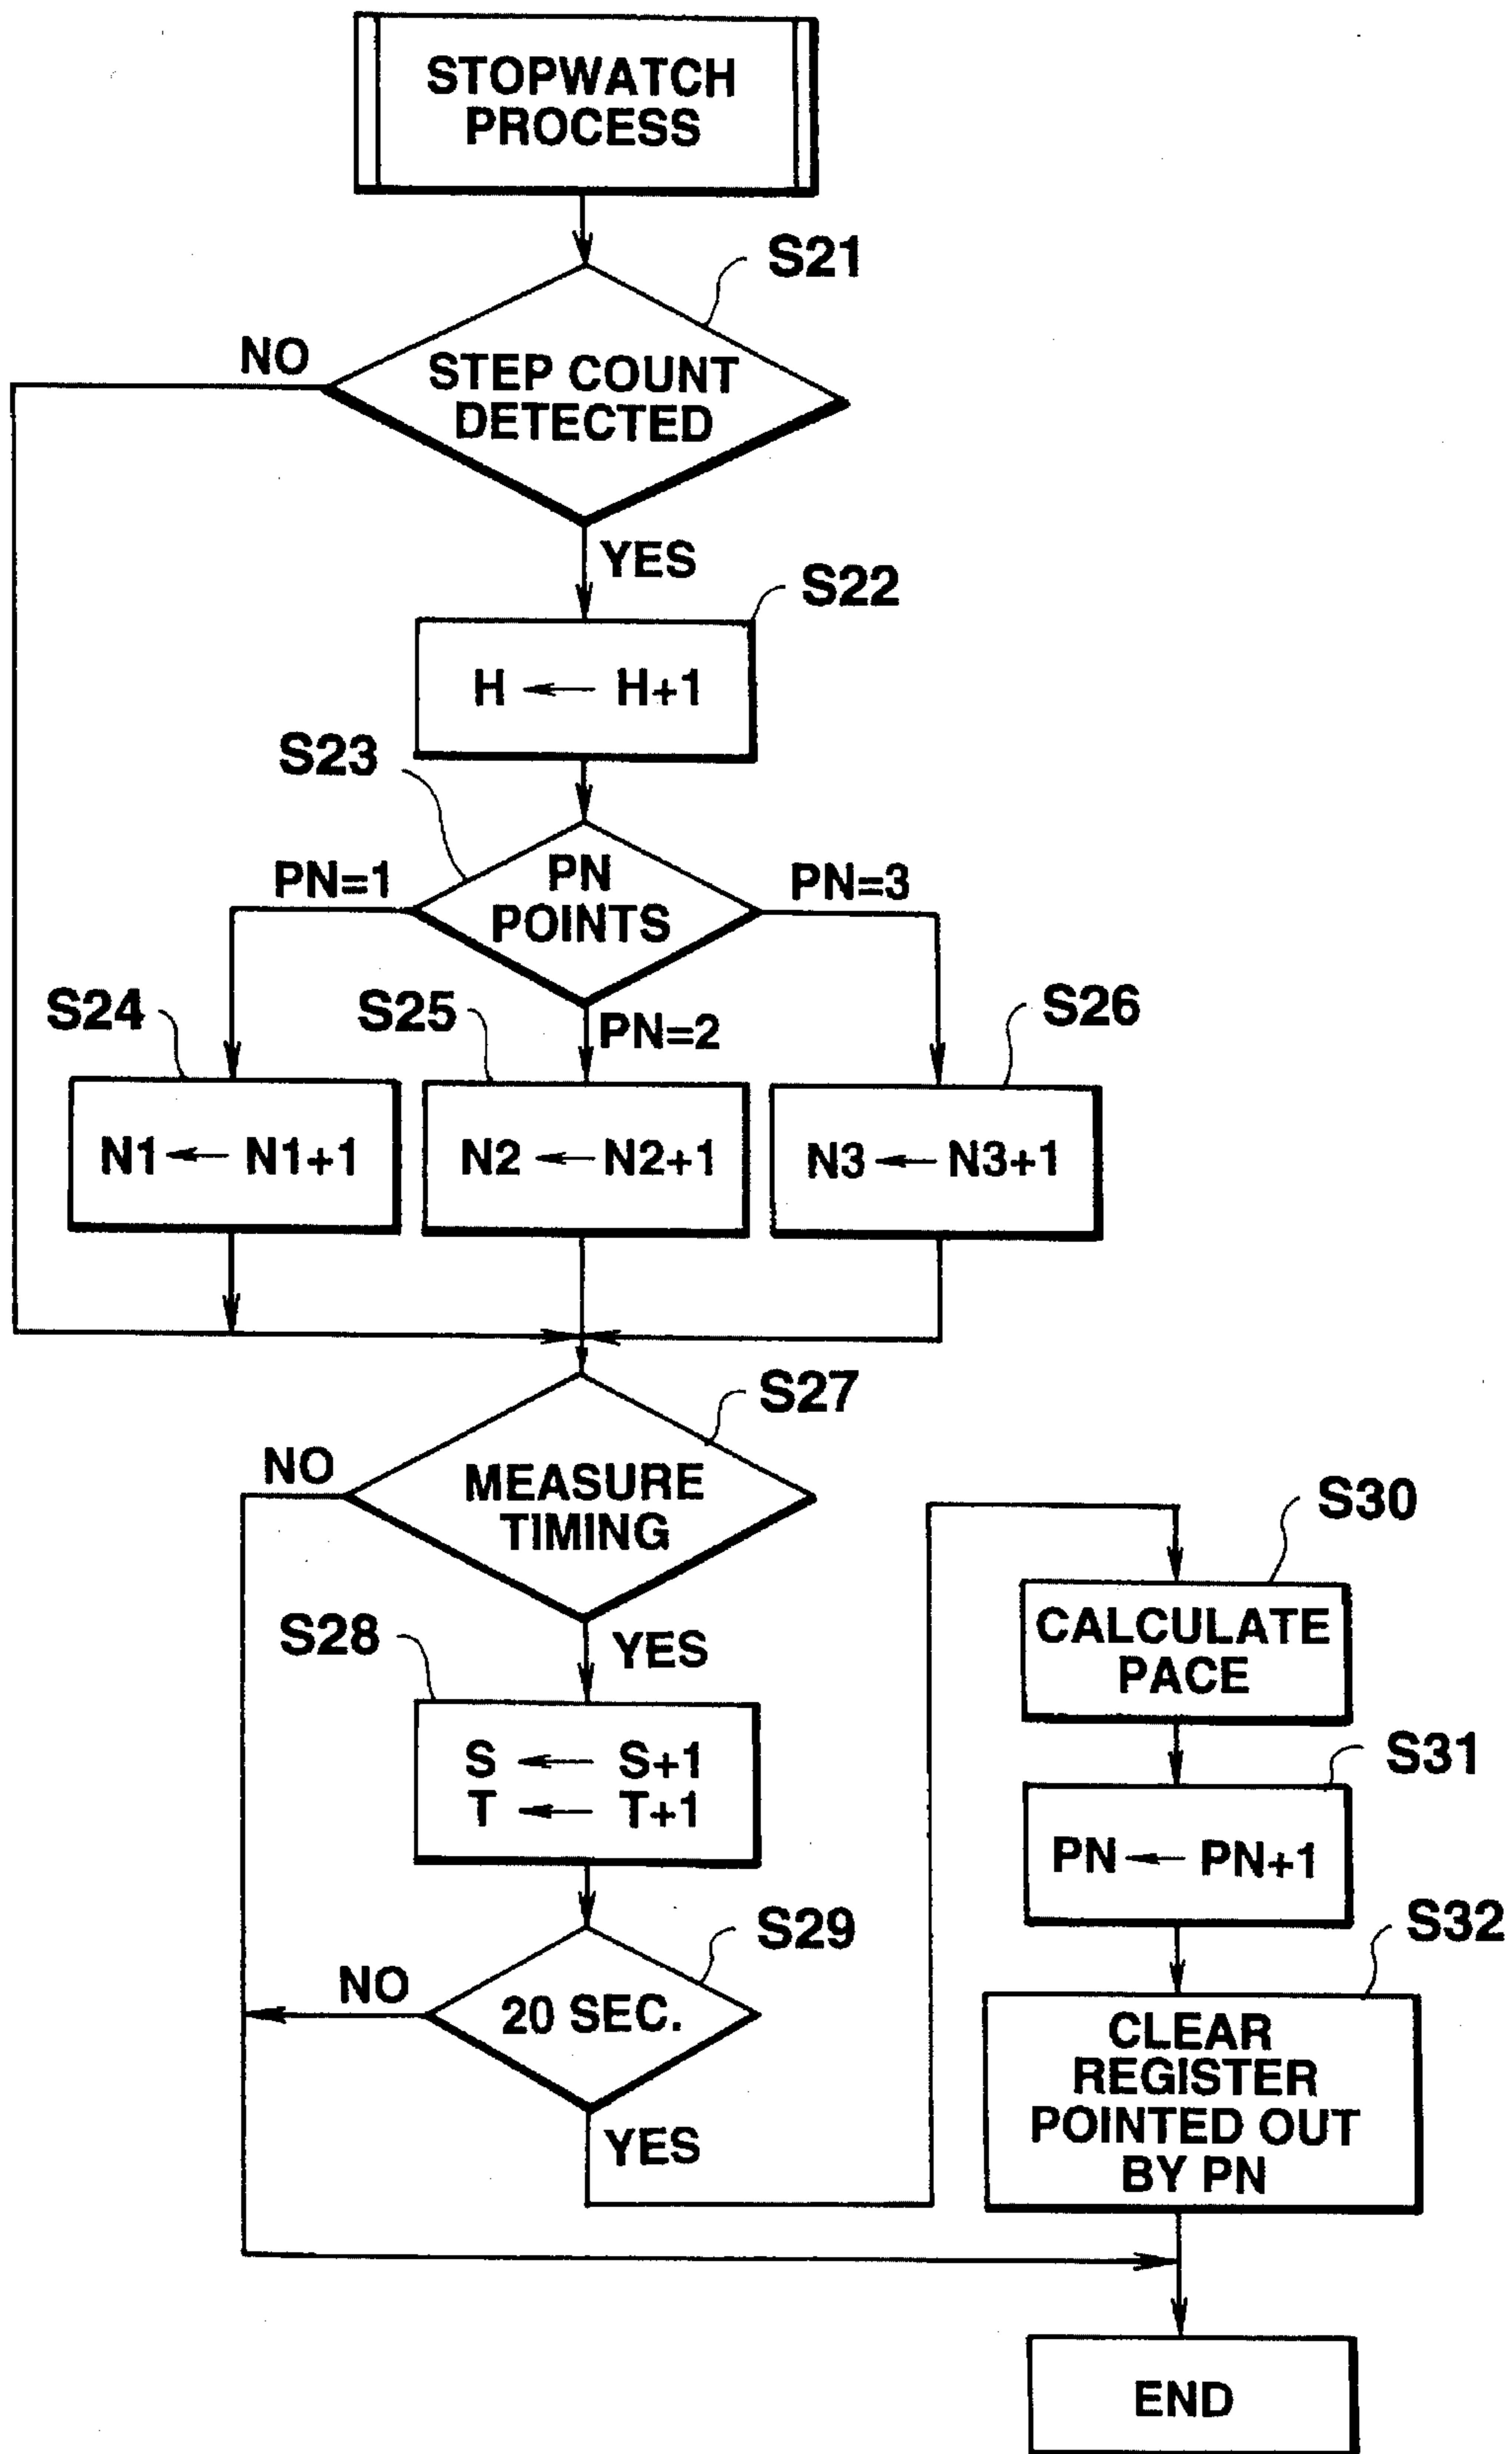 STOPWATCH
PROCESS
S21
NO
STEP COUNT
DETECTED
YES
S22
H ← H+1
S23
PN=1
PN
POINTS
PN=3
PN=2
S24
S25
S26
N1 ← N1+1
N2 ← N2+1
N3 ← N3+1
S27
NO
MEASURE
TIMING
YES
S28
S ← S+1
T ← T+1
S29
NO
20 SEC.
YES
S30
CALCULATE
PACE
S31
PN ← PN+1
S32
CLEAR
REGISTER
POINTED OUT
BY PN
END